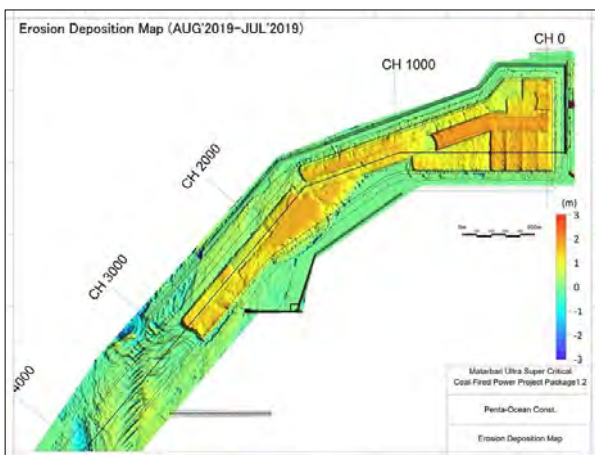 Erosion Deposition Map (AUG'2019-JUL'2019)
CH 0
CH 1000
CH 2000
CH 3000
4000
(m)
3
2
1
0
-1
-2
-3
Matarbari Ultra Super Critical
Coal-Fired Power Project Package1.2
Penta-Ocean Const.
Erosion Deposition Map